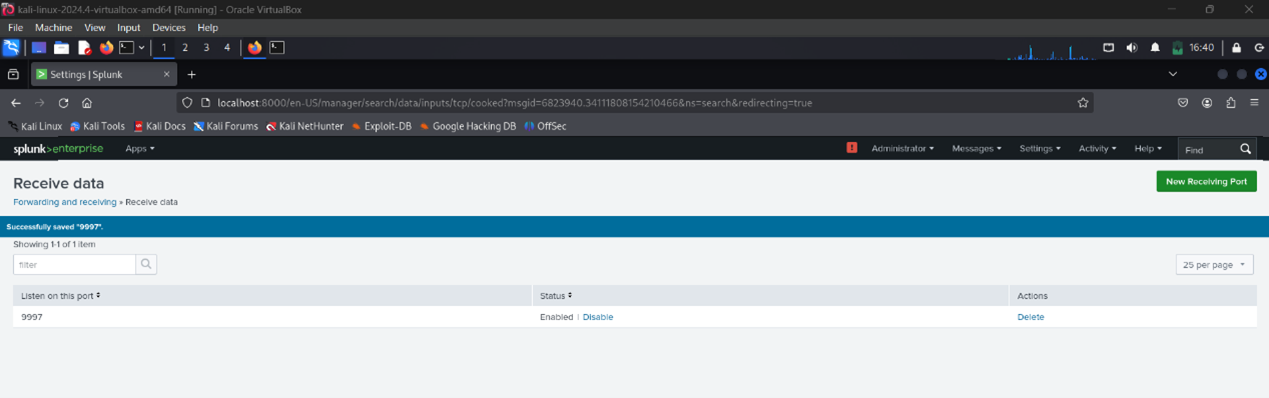 kali-linux-2024.4-virtualbox-amd64 [Running] - Oracle VirtualBox
File Machine View Input Devices Help
1 2 3 4 16:40
Settings | Splunk
localhost:8000/en-US/manager/search/data/inputs/tcp/cooked?msgid=6823940.34111808154210466&ns=search&redirecting=true
Kali Linux Kali Tools Kali Docs Kali Forums Kali NetHunter Exploit-DB Google Hacking DB OffSec
splunk>enterprise Apps Administrator Messages Settings Activity Help Find
Receive data New Receiving Port
Forwarding and receiving » Receive data
Successfully saved "9997".
Showing 1-1 of 1 item
filter 25 per page
Listen on this port Status Actions
9997 Enabled | Disable Delete